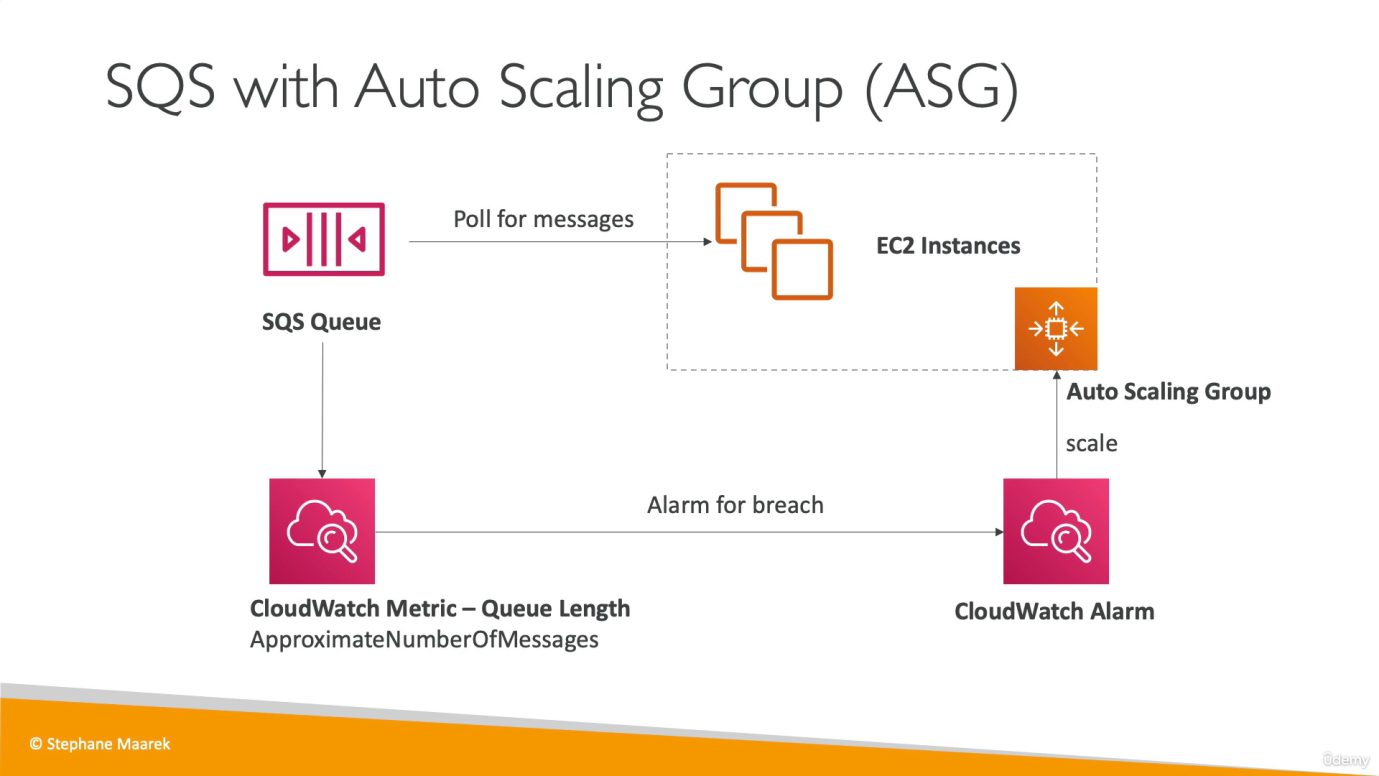 SQS with Auto Scaling Group (ASG)
Poll for messages
EC2 Instances
SQS Queue
Auto Scaling Group
scale
Alarm for breach
CloudWatch Metric – Queue Length
ApproximateNumberOfMessages
CloudWatch Alarm
© Stephane Maarek
ûdemy